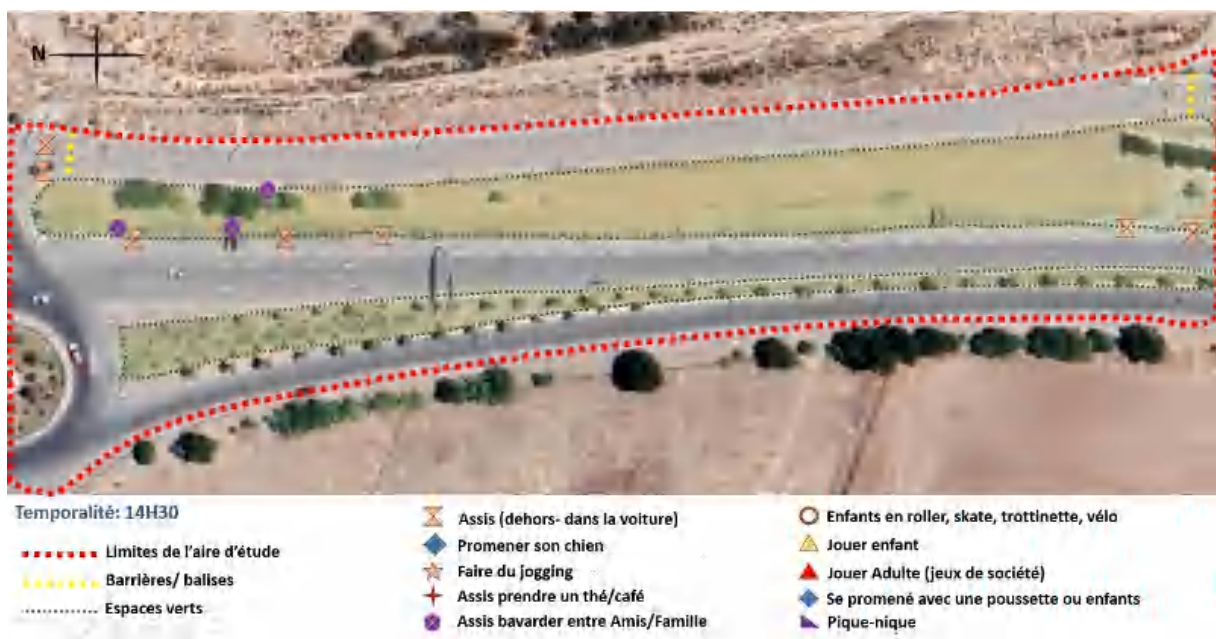 N
Temporalité: 14H30
Limites de l'aire d'étude
Barrières/ balises
Espaces verts
Assis (dehors- dans la voiture)
Promener son chien
Faire du jogging
Assis prendre un thé/café
Assis bavarder entre Amis/Famille
Enfants en roller, skate, trottinette, vélo
Jouer enfant
Jouer Adulte (jeux de société)
Se promené avec une poussette ou enfants
Pique-nique